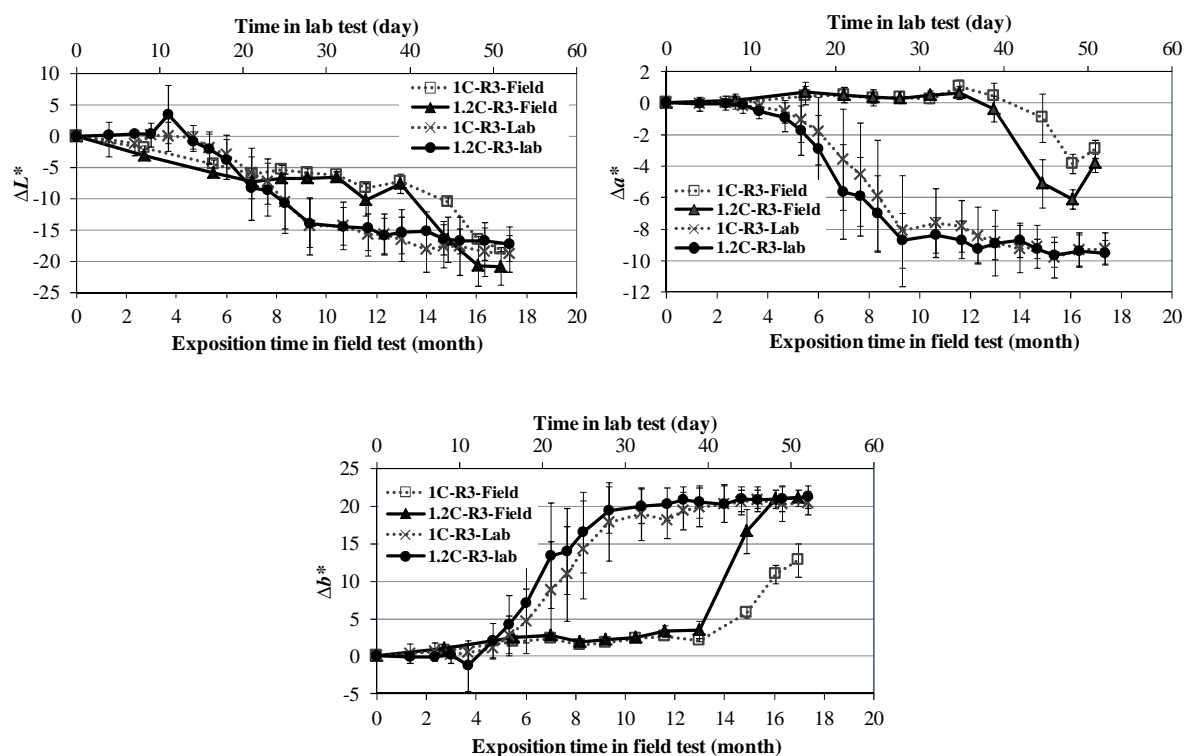 Time in lab test (day)
0 10 20 30 40 50 60
10
5
0
-5
-10
-15
-20
-25
ΔL*
1C-R3-Field
1.2C-R3-Field
1C-R3-Lab
1.2C-R3-lab
0 2 4 6 8 10 12 14 16 18 20
Exposition time in field test (month)
Time in lab test (day)
0 10 20 30 40 50 60
2
0
-2
-4
-6
-8
-10
-12
Δa*
1C-R3-Field
1.2C-R3-Field
1C-R3-Lab
1.2C-R3-lab
0 2 4 6 8 10 12 14 16 18 20
Exposition time in field test (month)
Time in lab test (day)
0 10 20 30 40 50 60
25
20
15
10
5
0
-5
Δb*
1C-R3-Field
1.2C-R3-Field
1C-R3-Lab
1.2C-R3-lab
0 2 4 6 8 10 12 14 16 18 20
Exposition time in field test (month)